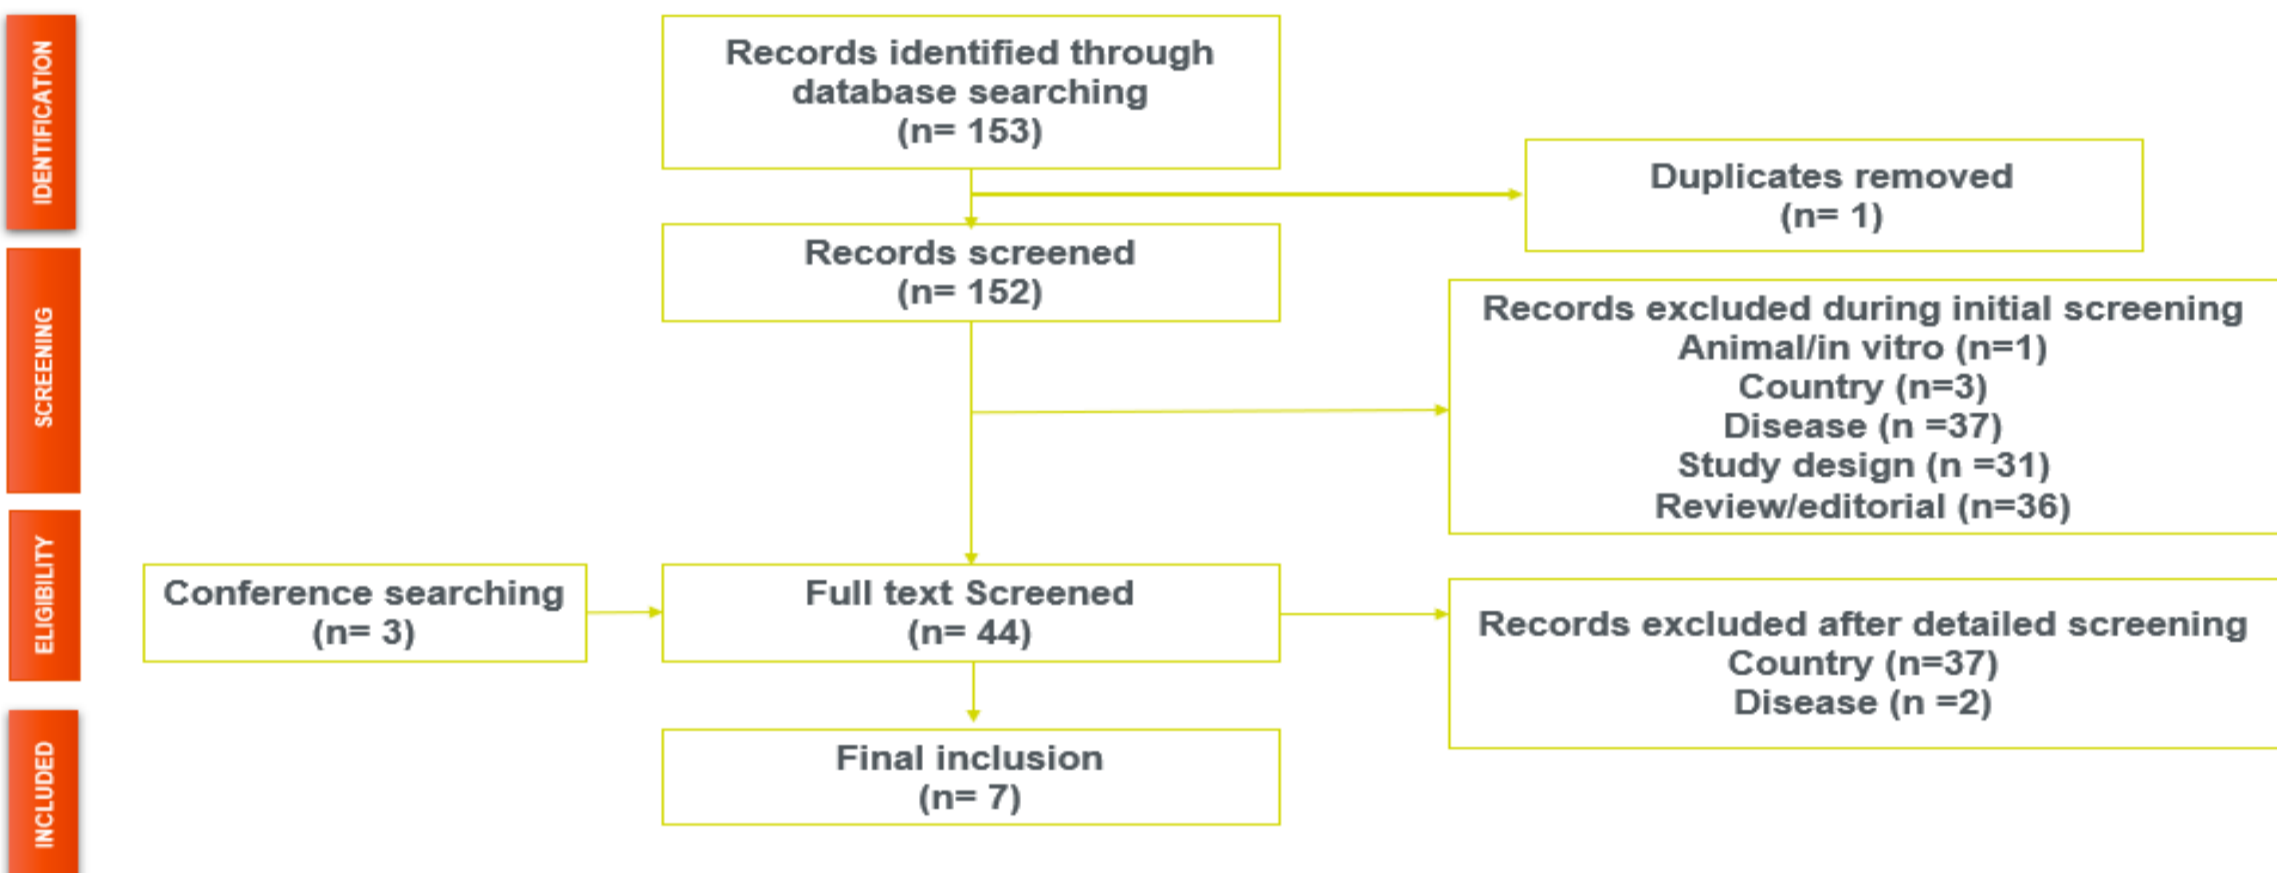 IDENTIFICATION
Records identified through
database searching
(n= 153)
Duplicates removed
(n= 1)
SCREENING
Records screened
(n= 152)
Records excluded during initial screening
Animal/in vitro (n=1)
Country (n=3)
Disease (n =37)
Study design (n =31)
Review/editorial (n=36)
ELIGIBILITY
Conference searching
(n= 3)
Full text Screened
(n= 44)
Records excluded after detailed screening
Country (n=37)
Disease (n =2)
INCLUDED
Final inclusion
(n= 7)